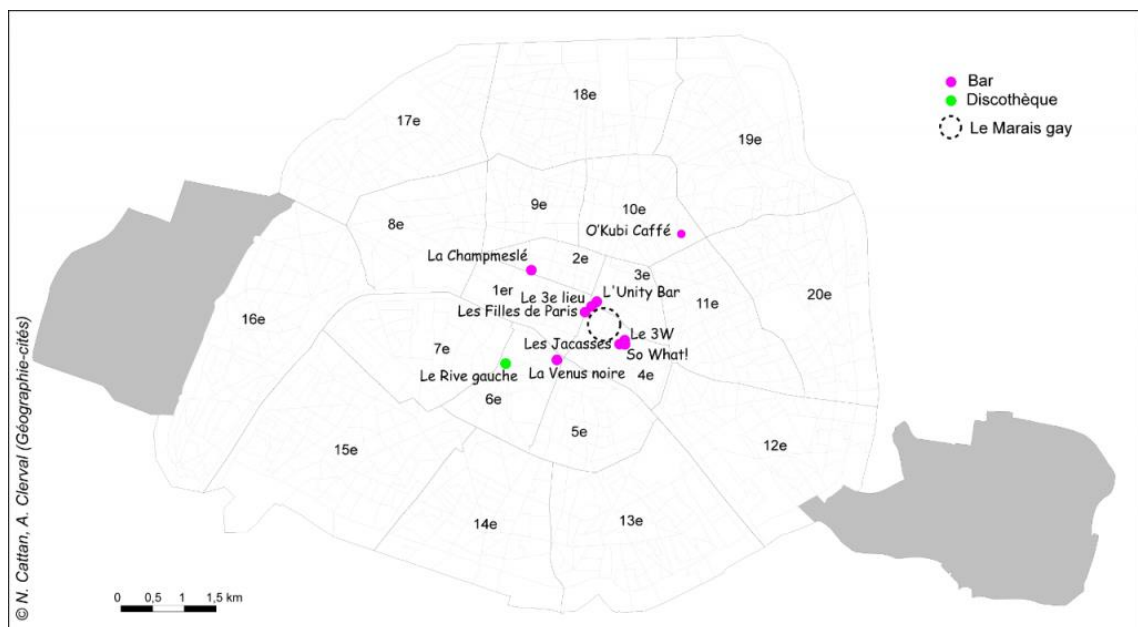 Bar
Discothèque
Le Marais gay
18e
17e
19e
9e
10e
8e
O'Kubi Caffé
La Champmeslé
2e
3e
1er
Le 3e lieu
L'Unity Bar
11e
20e
Les Filles de Paris
16e
7e
Le 3W
Les Jacasses
So What!
Le Rive gauche
La Venus noire
4e
6e
5e
15e
12e
14e
13e
0 0,5 1 1,5 km
© N. Cattan, A. Clerval (Géographie-cités)